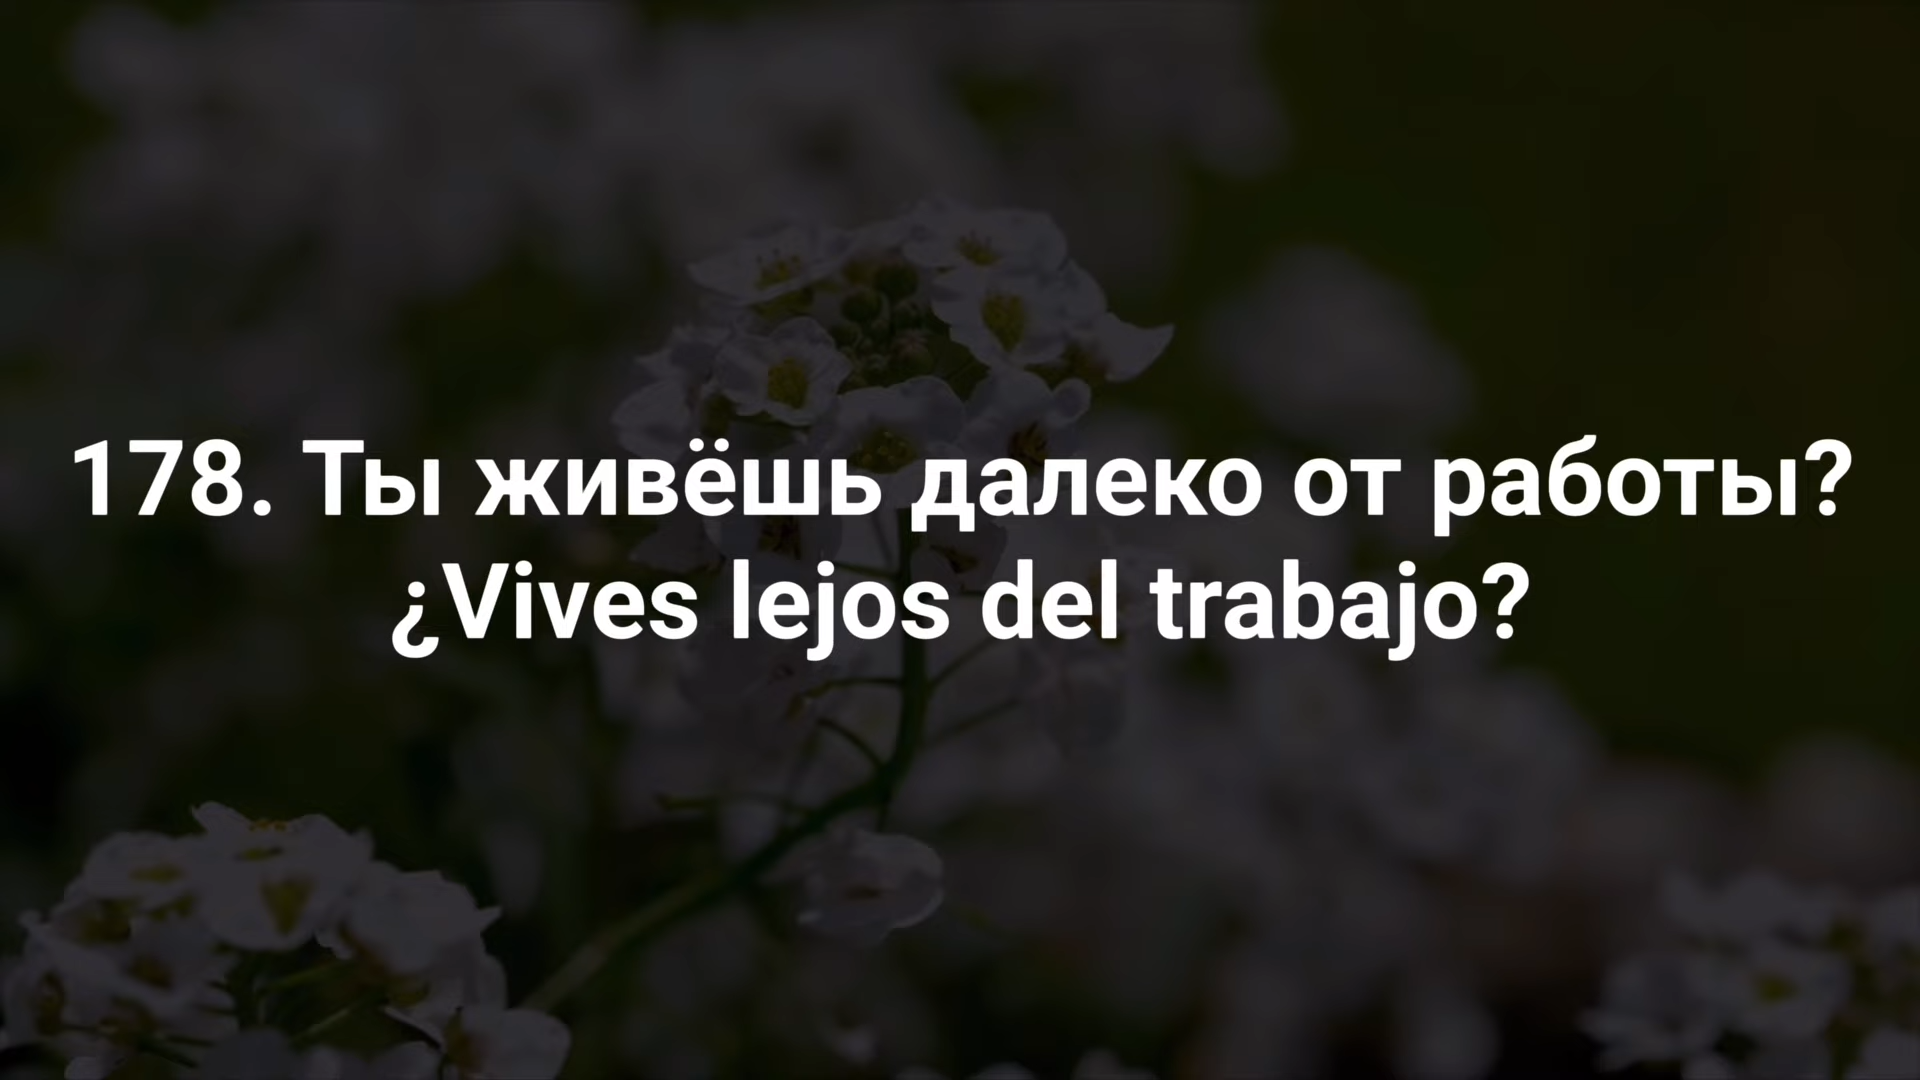 178. Ты живёшь далеко от работы?
¿Vives lejos del trabajo?